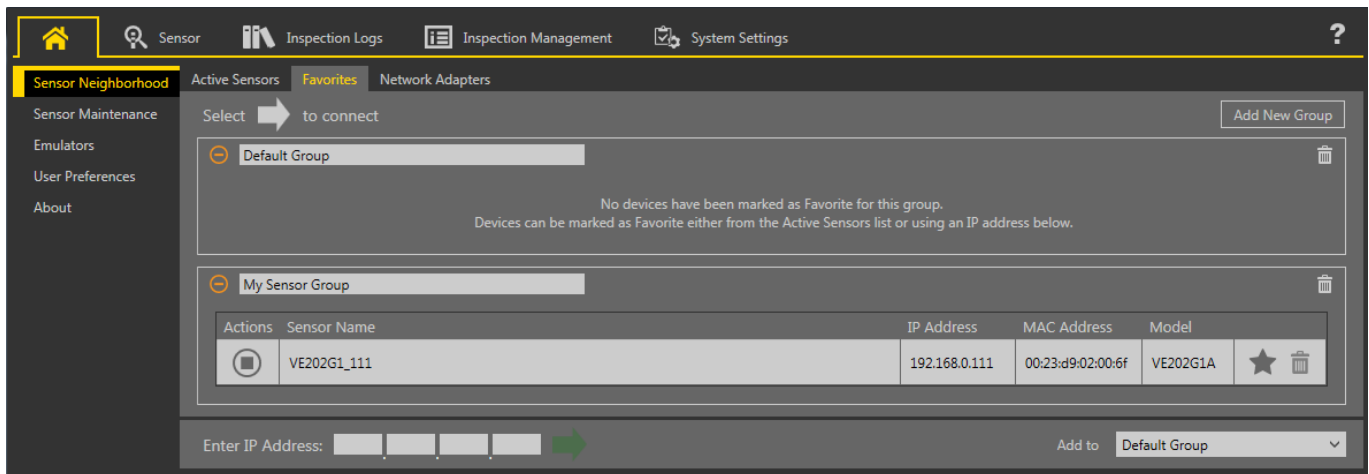 Sensor Inspection Logs Inspection Management System Settings ?
Sensor Neighborhood
Sensor Maintenance
Emulators
User Preferences
About
Active Sensors Favorites Network Adapters
Select to connect Add New Group
Default Group
No devices have been marked as Favorite for this group.
Devices can be marked as Favorite either from the Active Sensors list or using an IP address below.
My Sensor Group
Actions Sensor Name IP Address MAC Address Model
VE202G1_111 192.168.0.111 00:23:d9:02:00:6f VE202G1A
Enter IP Address: . . . Add to Default Group